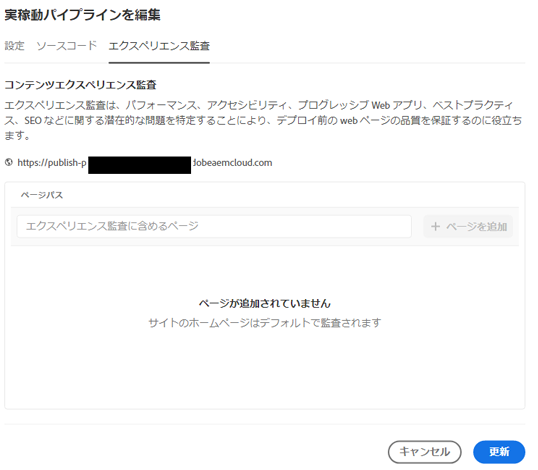 実稼動パイプラインを編集
設定 ソースコード エクスペリエンス監査
コンテンツエクスペリエンス監査
エクスペリエンス監査は、パフォーマンス、アクセシビリティ、プログレッシブ Web アプリ、ベストプラクティ
ス、SEO などに関する潜在的な問題を特定することにより、デプロイ前の web ページの品質を保証するのに役立ち
ます。
https://publish-p dobeaemcloud.com
ページパス
エクスペリエンス監査に含めるページ + ページを追加
ページが追加されていません
サイトのホームページはデフォルトで監査されます
キャンセル 更新